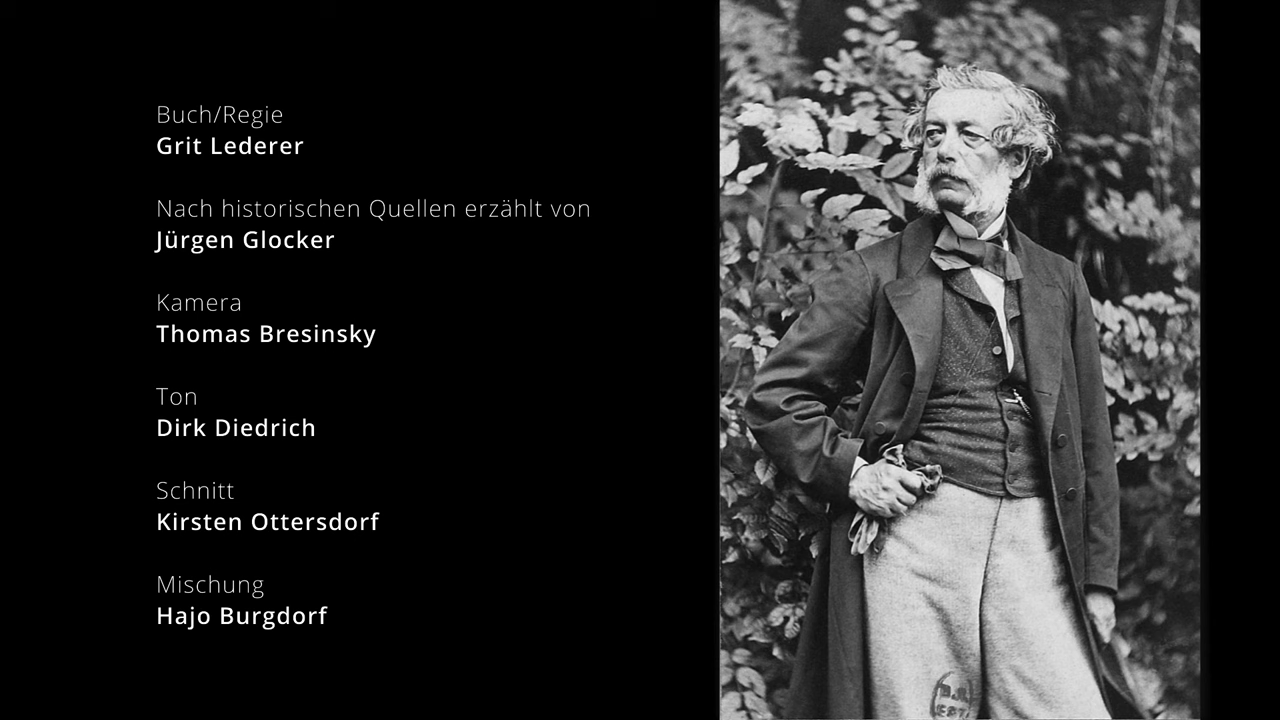 Buch/Regie
Grit Lederer
Nach historischen Quellen erzählt von
Jürgen Glocker
Kamera
Thomas Bresinsky
Ton
Dirk Diedrich
Schnitt
Kirsten Ottersdorf
Mischung
Hajo Burgdorf